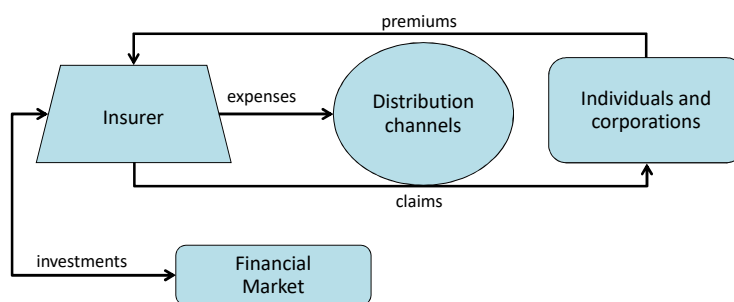 premiums
Insurer
expenses
Distribution
channels
Individuals and
corporations
claims
investments
Financial
Market